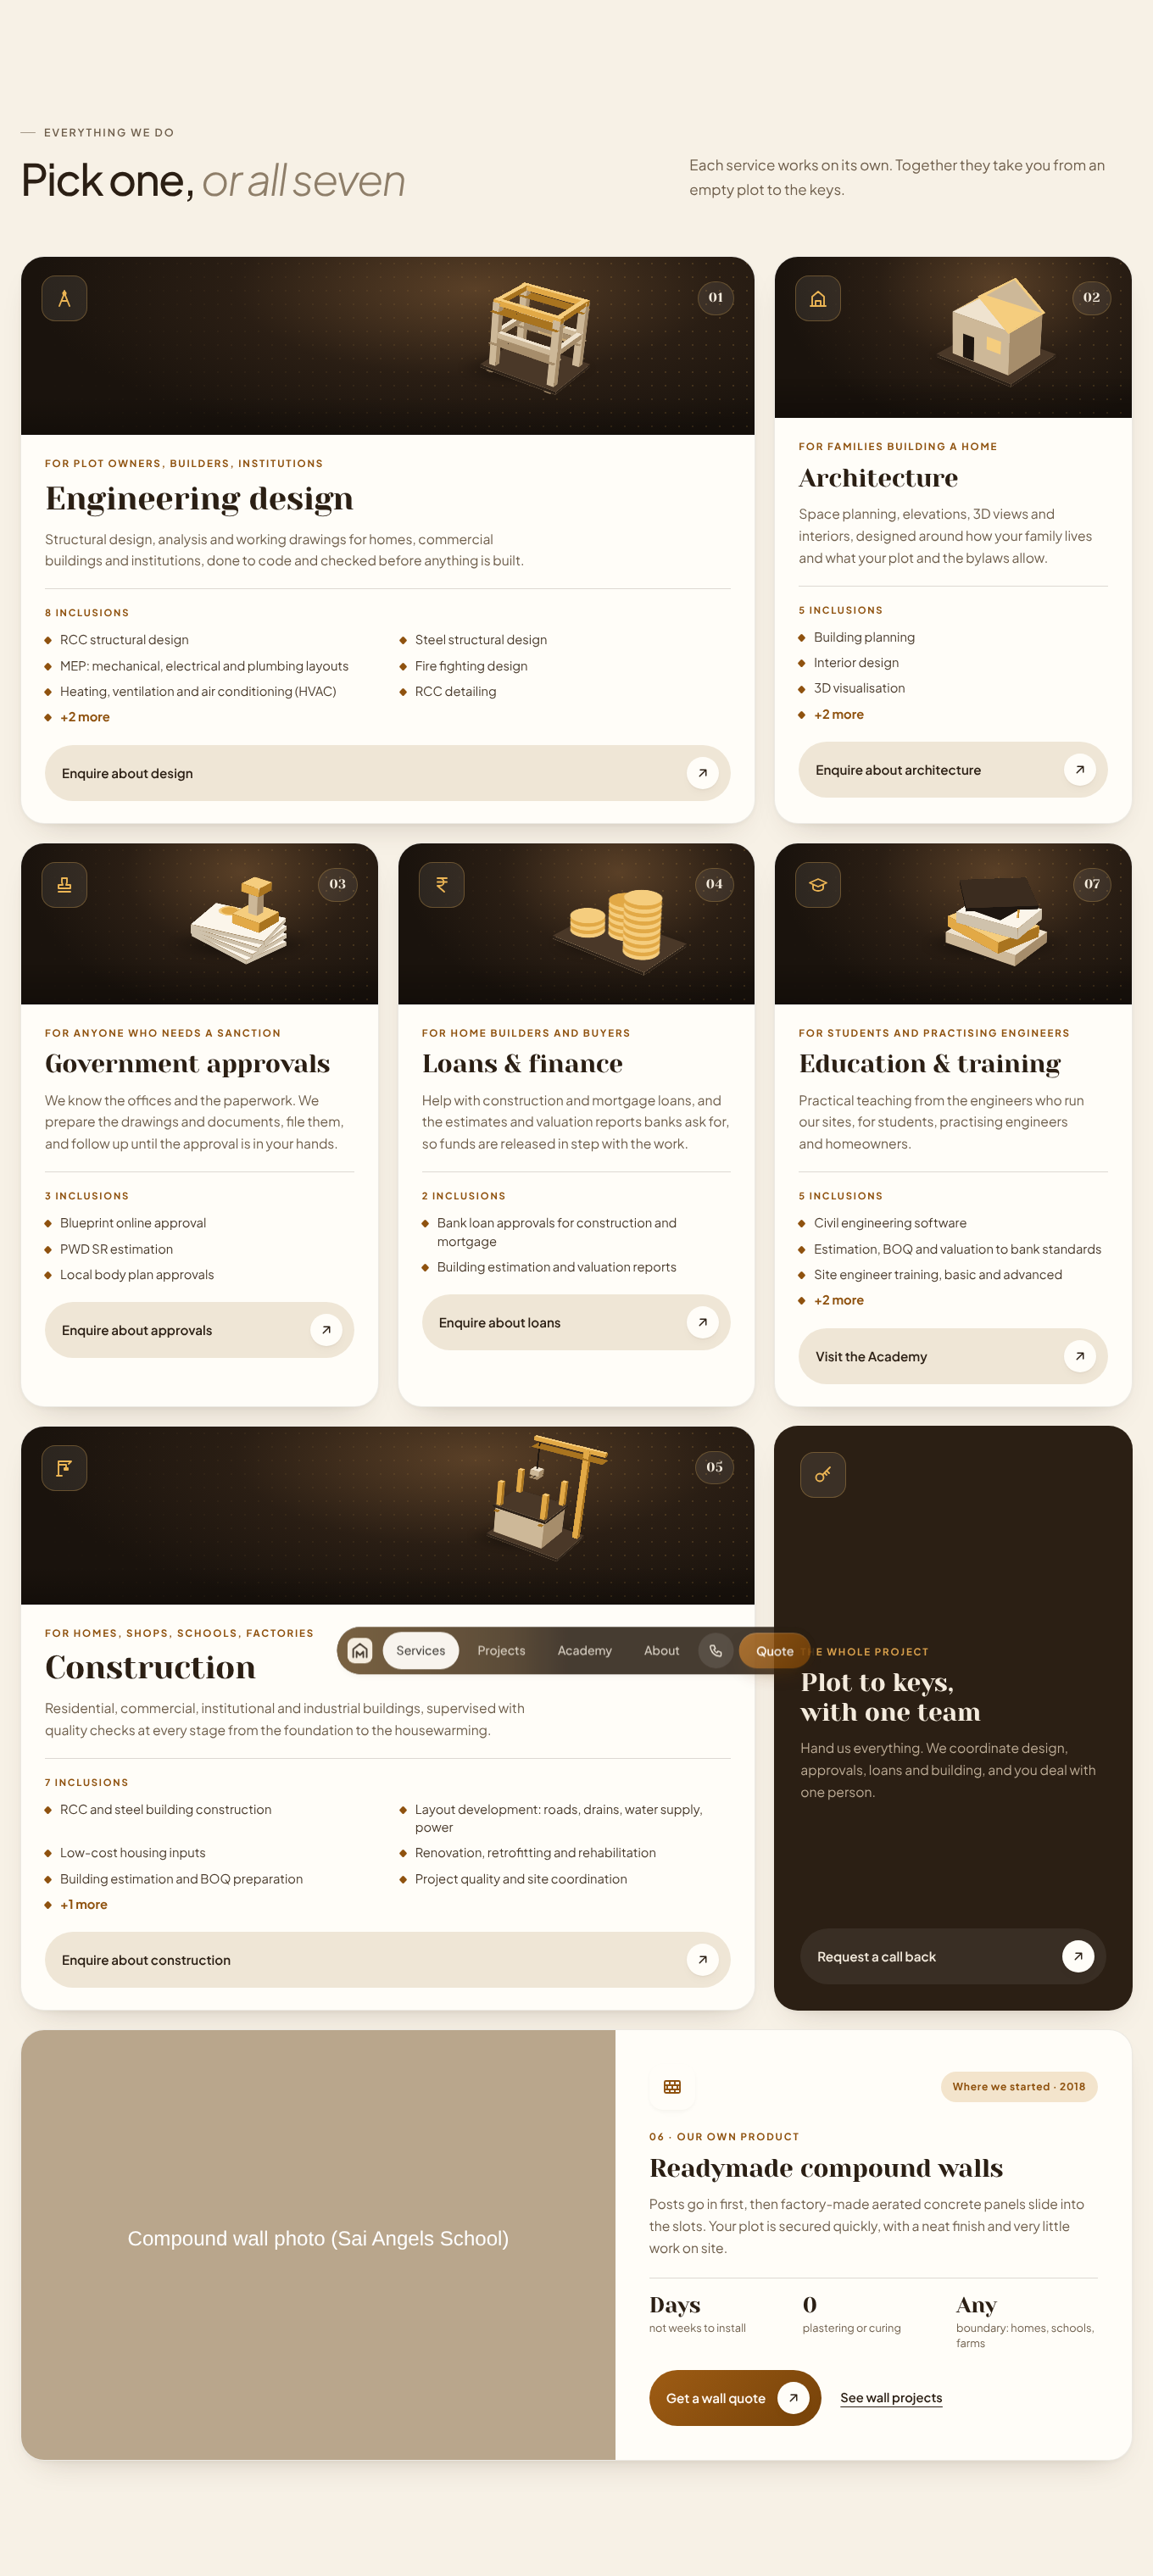 EVERYTHING WE DO
Pick one, or all seven
Each service works on its own. Together they take you from an
empty plot to the keys.
01
FOR PLOT OWNERS, BUILDERS, INSTITUTIONS
Engineering design
Structural design, analysis and working drawings for homes, commercial
buildings and institutions, done to code and checked before anything is built.
8 INCLUSIONS
RCC structural design
Steel structural design
MEP: mechanical, electrical and plumbing layouts
Fire fighting design
Heating, ventilation and air conditioning (HVAC)
RCC detailing
+2 more
Enquire about design
02
FOR FAMILIES BUILDING A HOME
Architecture
Space planning, elevations, 3D views and
interiors, designed around how your family lives
and what your plot and the bylaws allow.
5 INCLUSIONS
Building planning
Interior design
3D visualisation
+2 more
Enquire about architecture
03
FOR ANYONE WHO NEEDS A SANCTION
Government approvals
We know the offices and the paperwork. We
prepare the drawings and documents, file them,
and follow up until the approval is in your hands.
3 INCLUSIONS
Blueprint online approval
PWD SR estimation
Local body plan approvals
Enquire about approvals
₹
04
FOR HOME BUILDERS AND BUYERS
Loans & finance
Help with construction and mortgage loans, and
the estimates and valuation reports banks ask for,
so funds are released in step with the work.
2 INCLUSIONS
Bank loan approvals for construction and
mortgage
Building estimation and valuation reports
Enquire about loans
07
FOR STUDENTS AND PRACTISING ENGINEERS
Education & training
Practical teaching from the engineers who run
our sites, for students, practising engineers
and homeowners.
5 INCLUSIONS
Civil engineering software
Estimation, BOQ and valuation to bank standards
Site engineer training, basic and advanced
+2 more
Visit the Academy
05
FOR HOMES, SHOPS, SCHOOLS, FACTORIES
Construction
Residential, commercial, institutional and industrial buildings, supervised with
quality checks at every stage from the foundation to the housewarming.
7 INCLUSIONS
RCC and steel building construction
Layout development: roads, drains, water supply,
power
Low-cost housing inputs
Renovation, retrofitting and rehabilitation
Building estimation and BOQ preparation
Project quality and site coordination
+1 more
Enquire about construction
Services
Projects
Academy
About
Quote
WHOLE PROJECT
Plot to keys,
with one team
Hand us everything. We coordinate design,
approvals, loans and building, and you deal with
one person.
Request a call back
Compound wall photo (Sai Angels School)
Where we started · 2018
06 · OUR OWN PRODUCT
Readymade compound walls
Posts go in first, then factory-made aerated concrete panels slide into
the slots. Your plot is secured quickly, with a neat finish and very little
work on site.
Days
not weeks to install
0
plastering or curing
Any
boundary: homes, schools,
farms
Get a wall quote
See wall projects